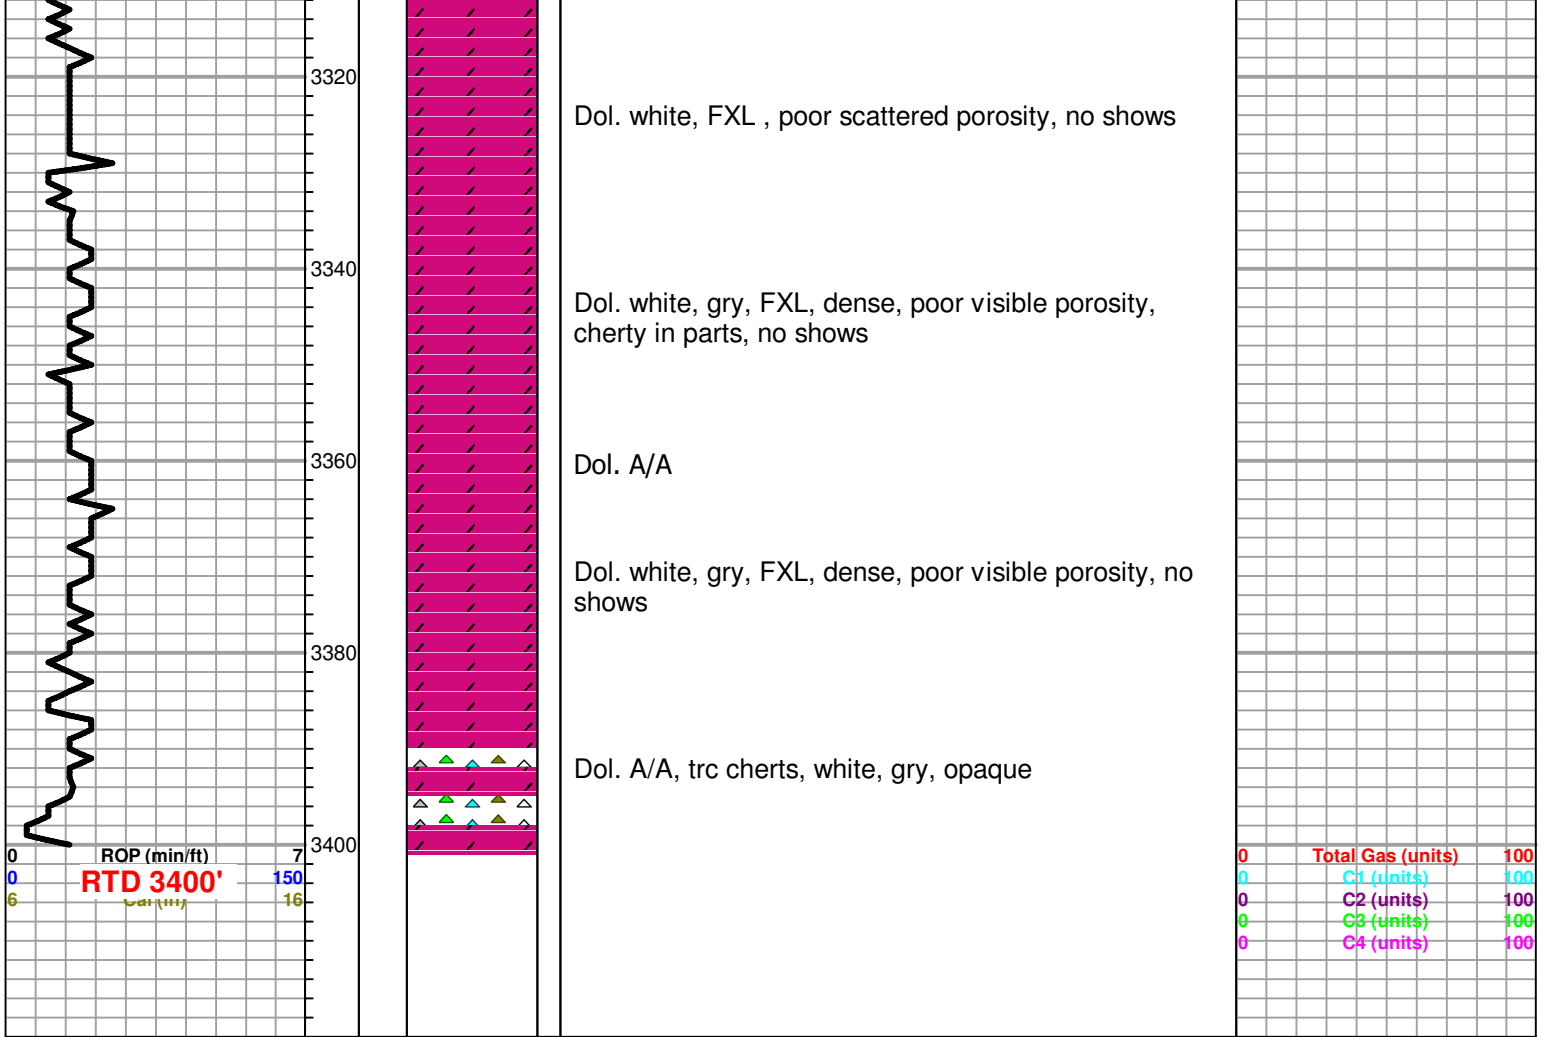 3320
Dol. white, FXL , poor scattered porosity, no shows
3340
Dol. white, gry, FXL, dense, poor visible porosity,
cherty in parts, no shows
3360
Dol. A/A
Dol. white, gry, FXL, dense, poor visible porosity, no
shows
3380
Dol. A/A, trc cherts, white, gry, opaque
3400
0 ROP (min/ft) 7
0 RTD 3400' 150
6 Cal (in) 16
0 Total Gas (units) 100
0 C1 (units) 100
0 C2 (units) 100
0 C3 (units) 100
0 C4 (units) 100